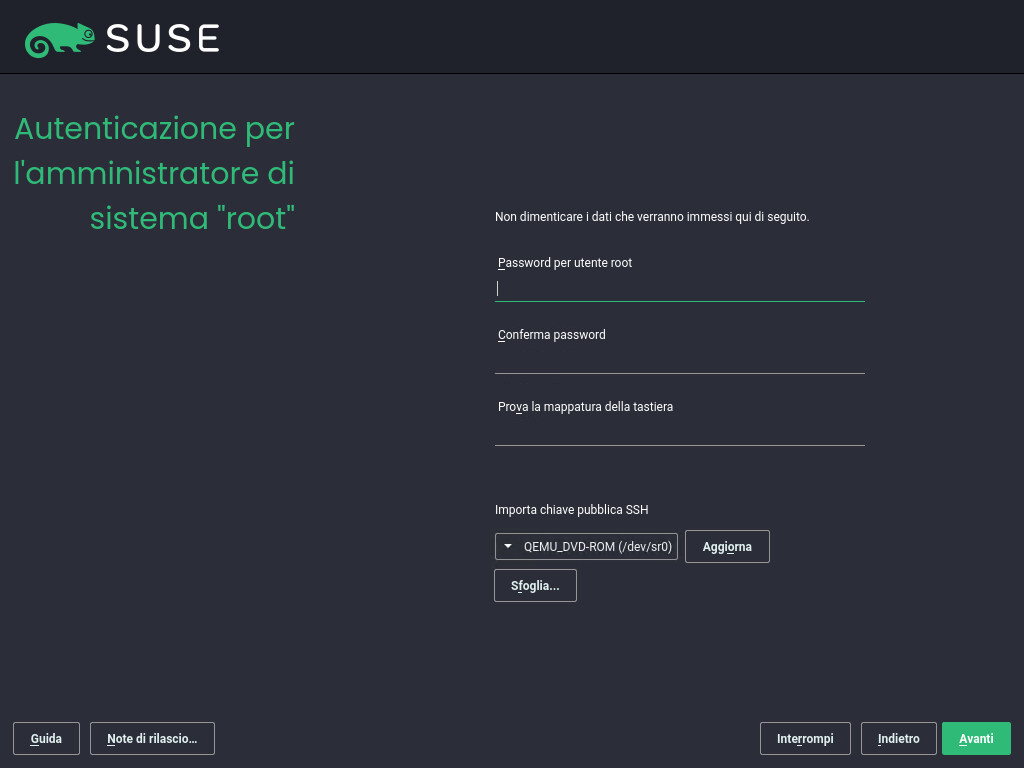 SUSE
Autenticazione per
l'amministratore di
sistema "root"
Non dimenticare i dati che verranno immessi qui di seguito.
Password per utente root
Conferma password
Prova la mappatura della tastiera
Importa chiave pubblica SSH
QEMU_DVD-ROM (/dev/sr0) Aggiorna
Sfoglia...
Guida Note di rilascio... Interrompi Indietro Avanti